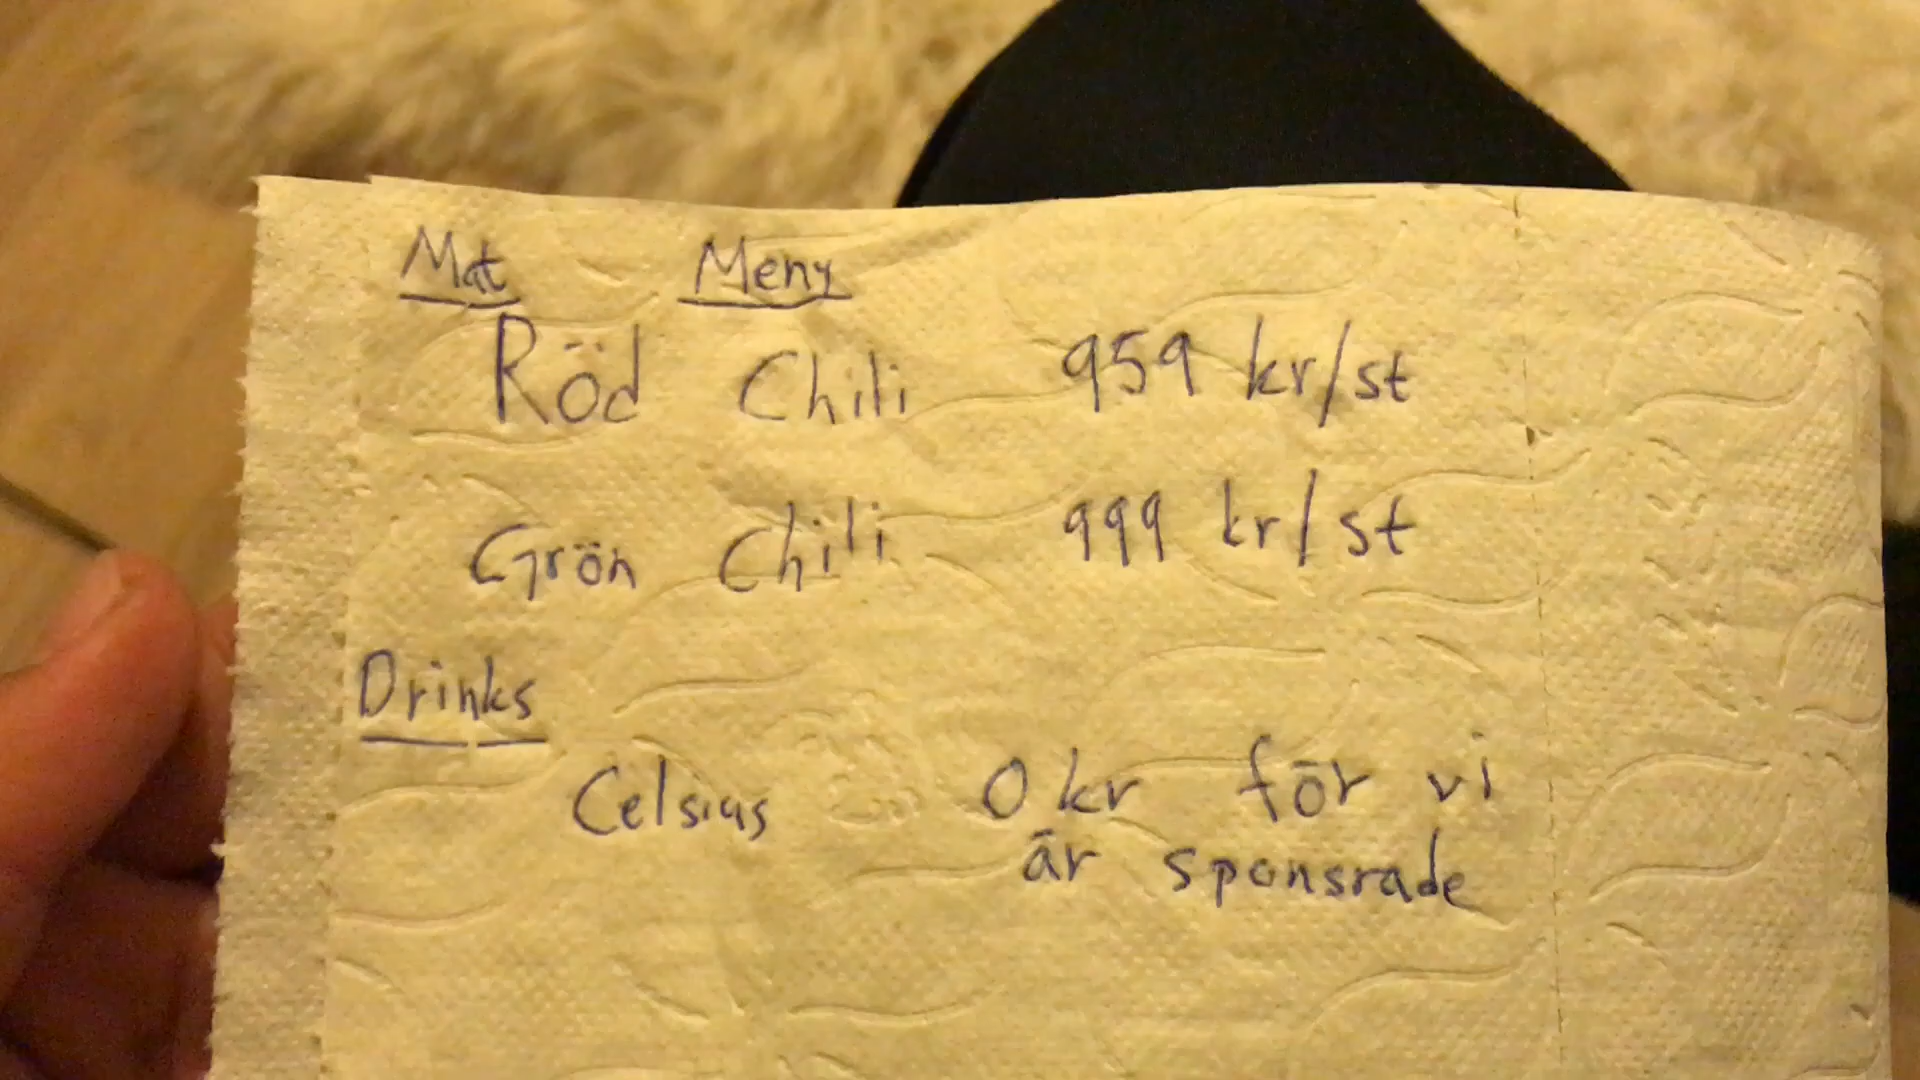 Mat Meny
Röd Chili 959 kr/st
Grön Chili 999 kr/st
Drinks
Celsius 0 kr för vi
är sponsrade